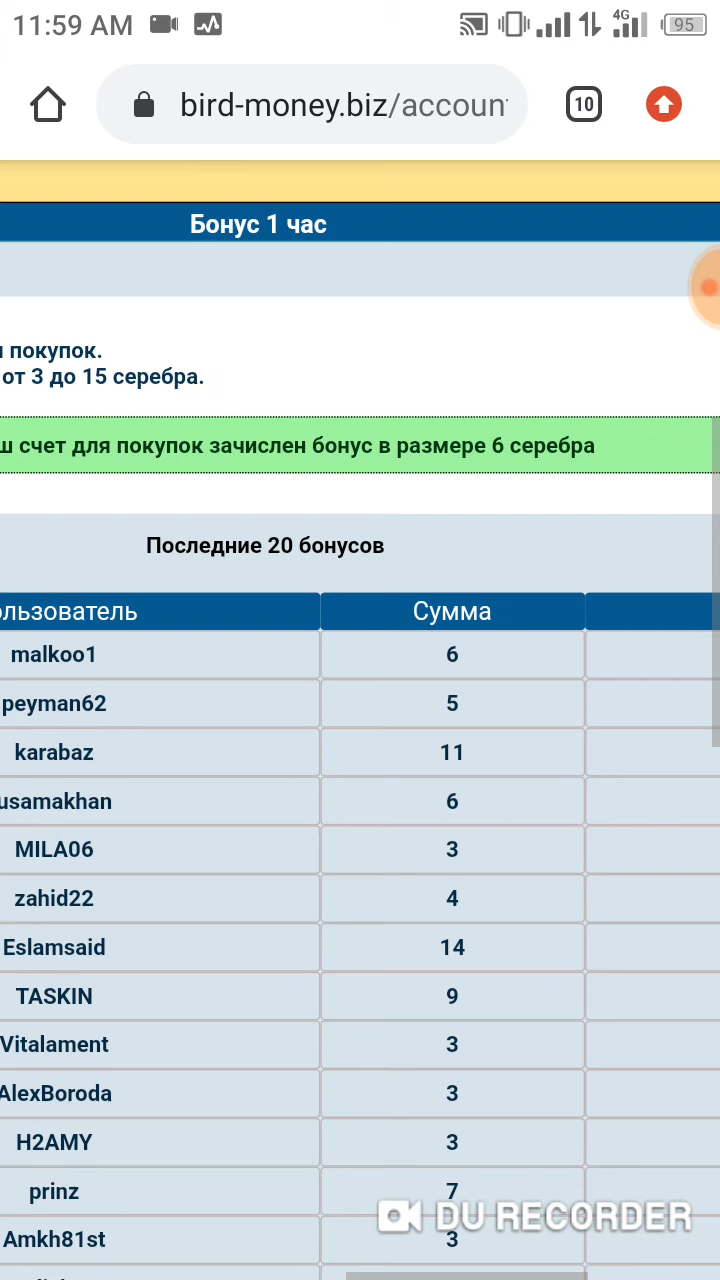 11:59 AM 4G 95
bird-money.biz/accoun 10
Бонус 1 час
покупок.
от 3 до 15 серебра.
ш счет для покупок зачислен бонус в размере 6 серебра
Последние 20 бонусов
ользователь Сумма
malkoo1 6
peyman62 5
karabaz 11
usamakhan 6
MILA06 3
zahid22 4
Eslamsaid 14
TASKIN 9
Vitalament 3
AlexBoroda 3
H2AMY 3
prinz 7
DU RECORDER
Amkh81st 3